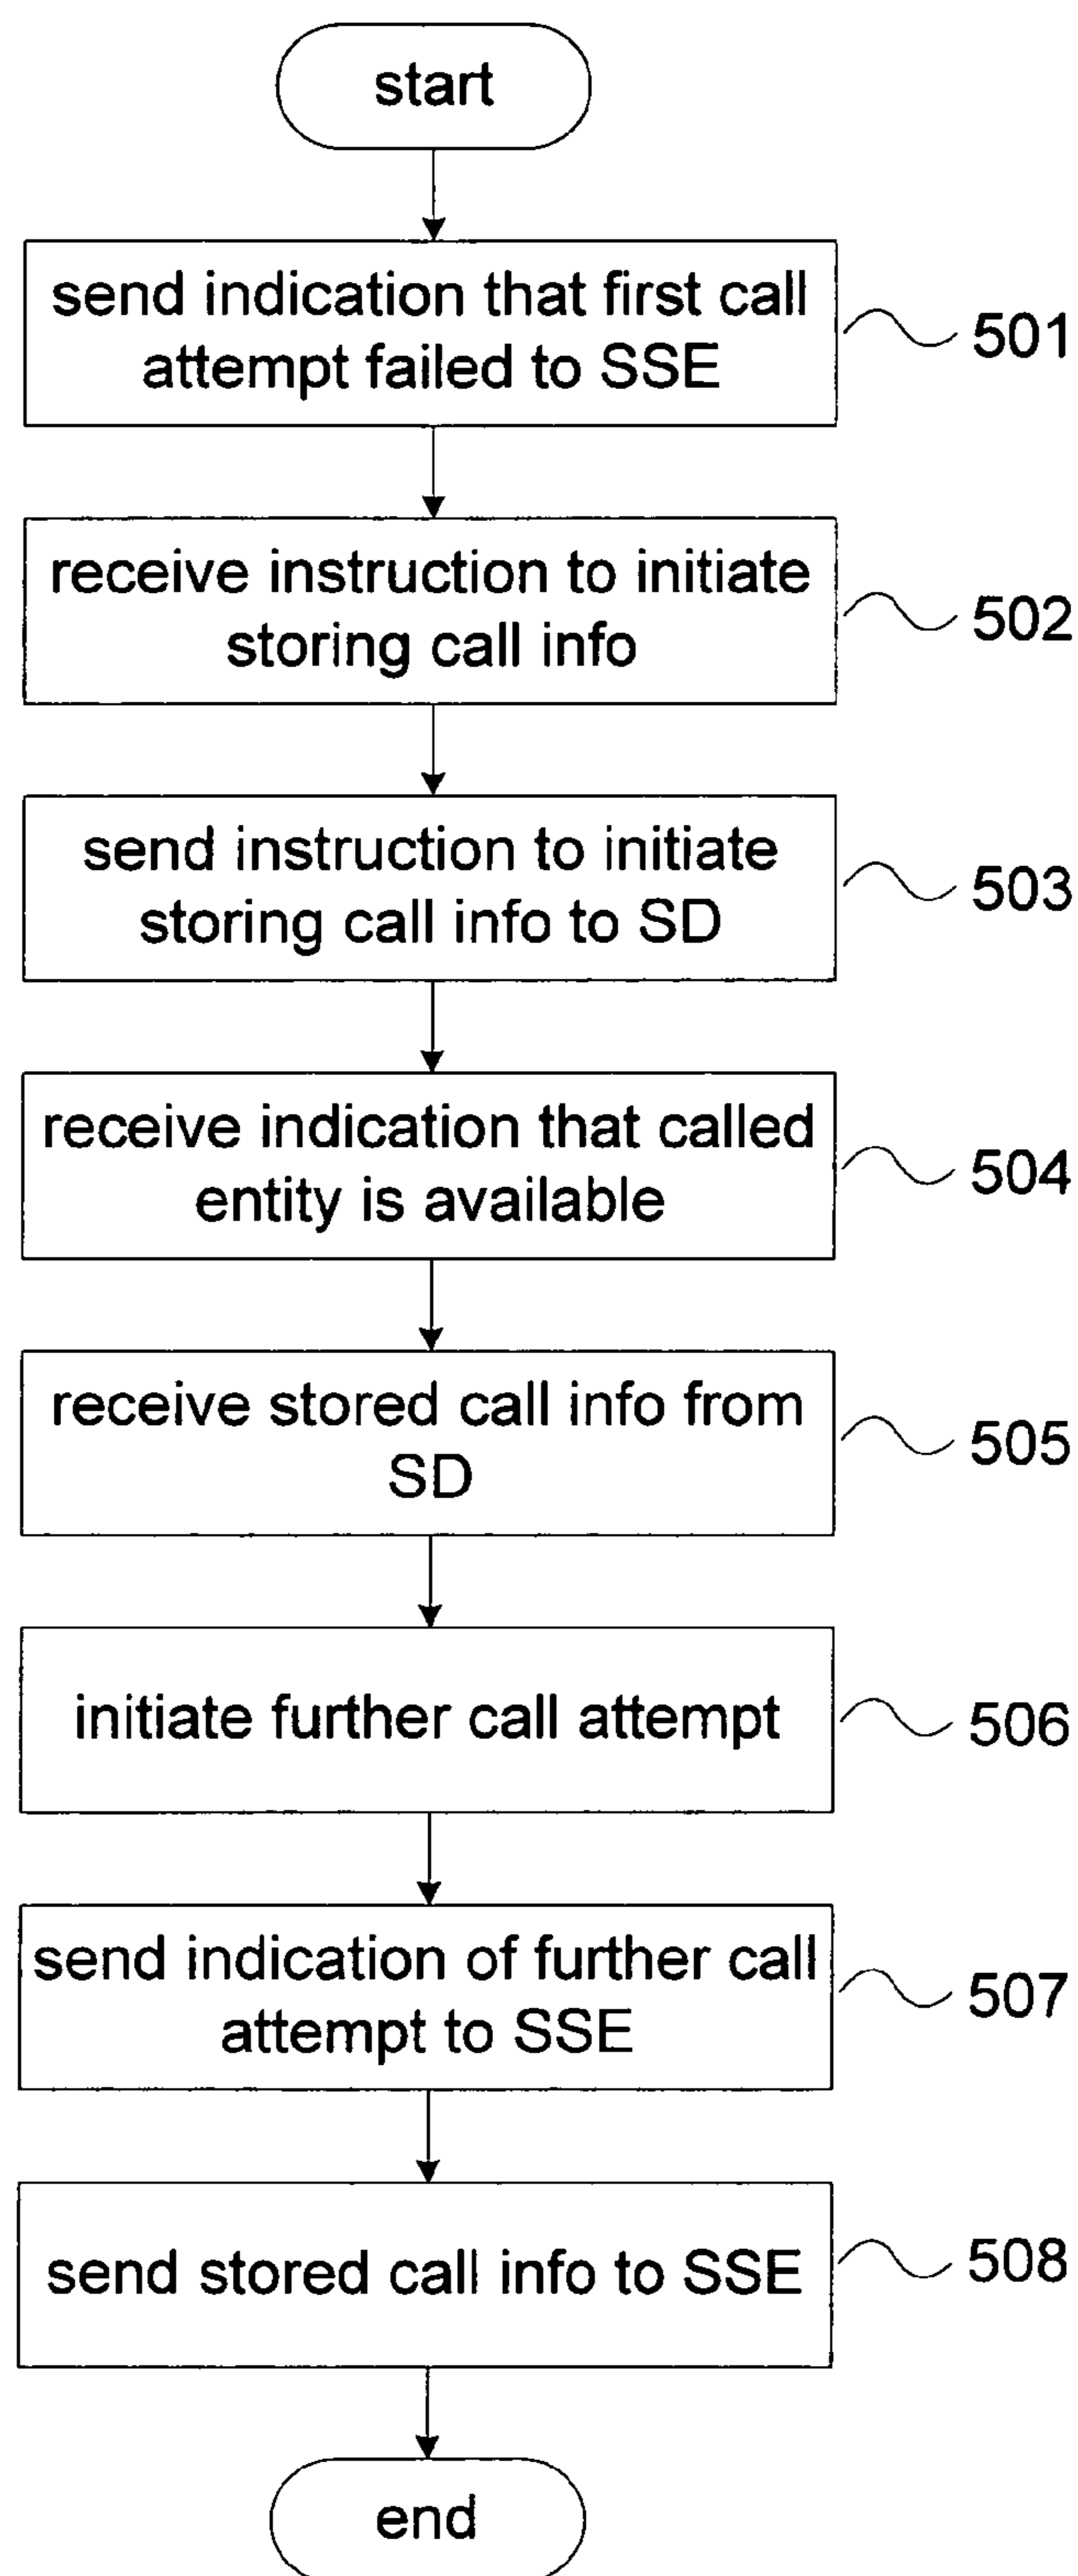 start
send indication that first call
attempt failed to SSE
501
receive instruction to initiate
storing call info
502
send instruction to initiate
storing call info to SD
503
receive indication that called
entity is available
504
receive stored call info from
SD
505
initiate further call attempt
506
send indication of further call
attempt to SSE
507
send stored call info to SSE
508
end